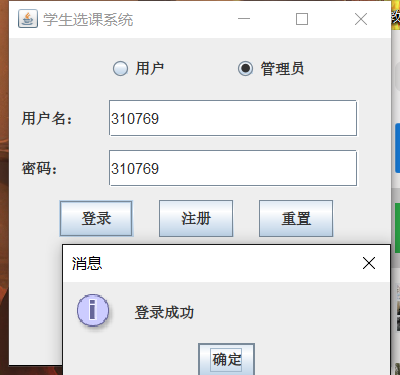 学生选课系统
用户 管理员
用户名： 310769
密码： 310769
登录 注册 重置
消息
登录成功
确定